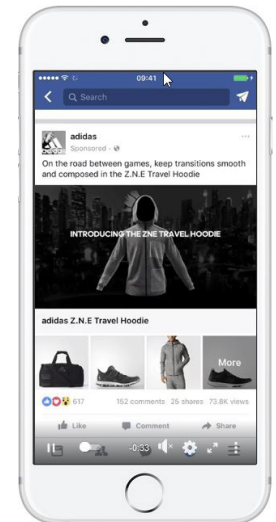 09:41
Search
adidas
Sponsored ·
On the road between games, keep transitions smooth
and composed in the Z.N.E Travel Hoodie
INTRODUCING THE ZNE TRAVEL HOODIE
adidas Z.N.E Travel Hoodie
More
617 152 comments 26 shares 73.8K views
Like Comment Share
-0:33